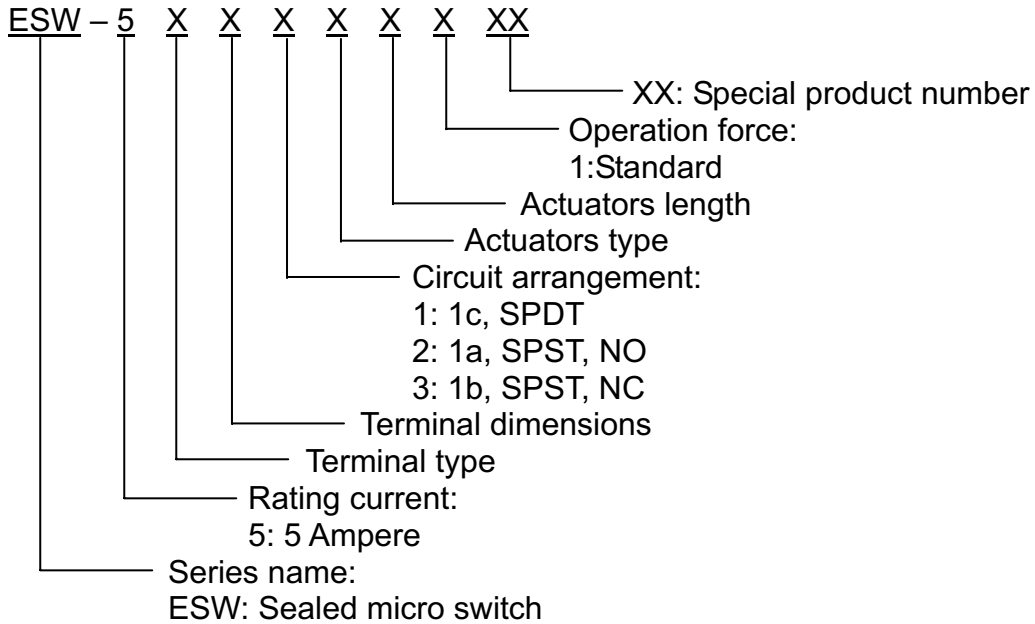 ESW – 5 X X X X X X XX
XX: Special product number
Operation force:
1:Standard
Actuators length
Actuators type
Circuit arrangement:
1: 1c, SPDT
2: 1a, SPST, NO
3: 1b, SPST, NC
Terminal dimensions
Terminal type
Rating current:
5: 5 Ampere
Series name:
ESW: Sealed micro switch